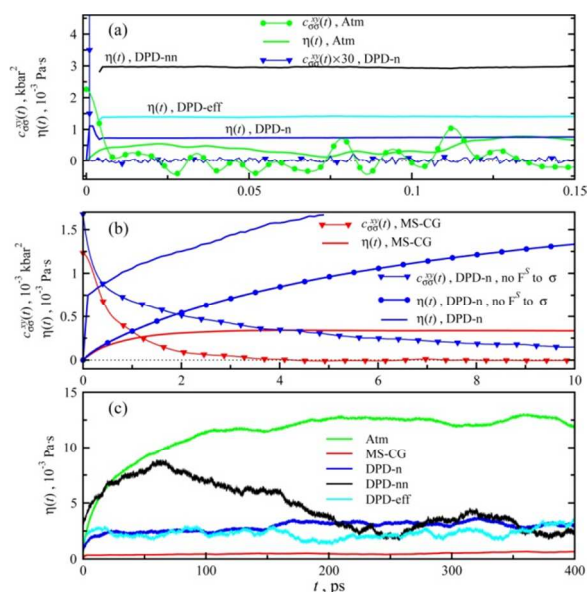 (a)
c_σσ^xy(t), Atm
η(t), Atm
c_σσ^xy(t)×30, DPD-n
η(t), DPD-nn
η(t), DPD-eff
η(t), DPD-n
c_σσ^xy(t), kbar²
η(t), 10⁻³ Pa·s
4
3
2
1
0
0
0.05
0.1
0.15
(b)
c_σσ^xy(t), MS-CG
η(t), MS-CG
c_σσ^xy(t), DPD-n, no F^S to σ
η(t), DPD-n, no F^S to σ
η(t), DPD-n
c_σσ^xy(t), 10⁻³ kbar²
η(t), 10⁻³ Pa·s
1.5
1
0.5
0
0
2
4
6
8
10
(c)
Atm
MS-CG
DPD-n
DPD-nn
DPD-eff
η(t), 10⁻³ Pa·s
15
10
5
0
0
50
100
150
200
250
300
350
400
t, ps